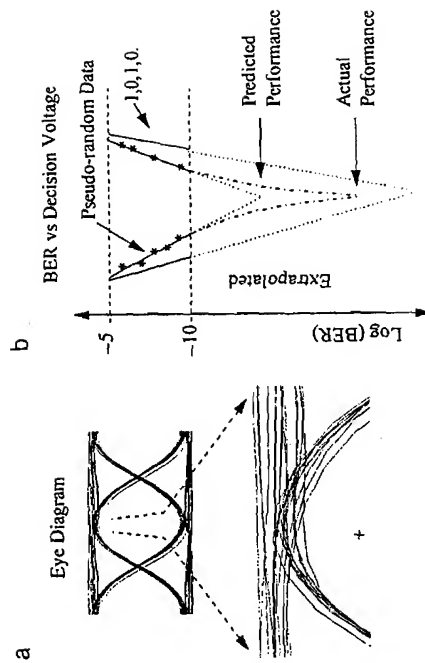 a
Eye Diagram
+
b
BER vs Decision Voltage
Pseudo-random Data
1,0,1,0.
~5
~10
Log (BER)
Extrapolated
Predicted
Performance
Actual
Performance